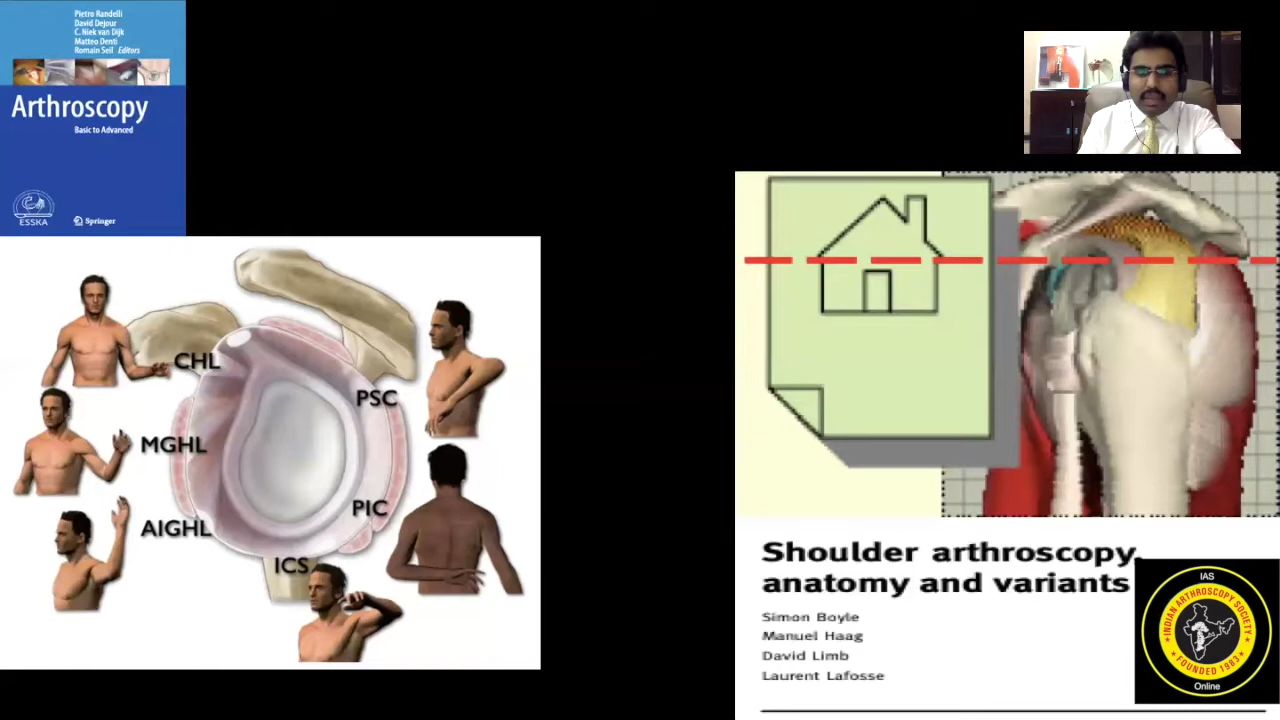 Pietro Randelli
David Dejour
C. Niek van Dijk
Matteo Denti
Romain Seil Editors
Arthroscopy
Basic to Advanced
ESSKA
Springer
CHL
PSC
MGHL
PIC
AIGHL
ICS
Shoulder arthroscopy,
anatomy and variants
Simon Boyle
Manuel Haag
David Limb
Laurent Lafosse
IAS
INDIAN ARTHROSCOPY SOCIETY
FOUNDED 1983
Online